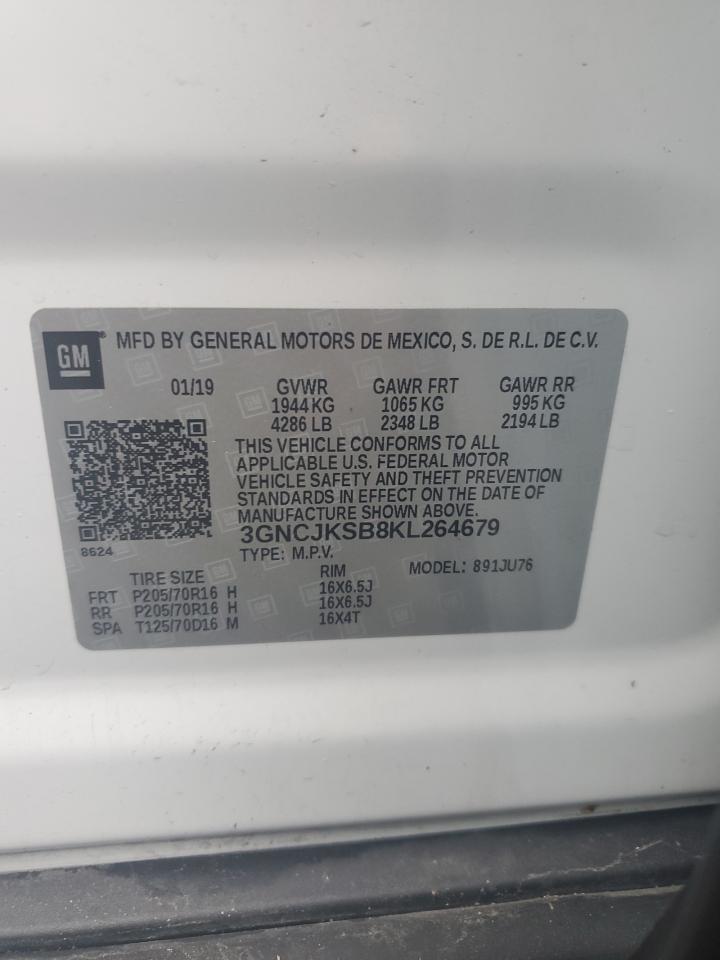 GM
MFD BY GENERAL MOTORS DE MEXICO, S. DE R.L. DE C.V.
01/19 GVWR GAWR FRT GAWR RR
1944 KG 1065 KG 995 KG
4286 LB 2348 LB 2194 LB
THIS VEHICLE CONFORMS TO ALL
APPLICABLE U.S. FEDERAL MOTOR
VEHICLE SAFETY AND THEFT PREVENTION
STANDARDS IN EFFECT ON THE DATE OF
MANUFACTURE SHOWN ABOVE.
3GNCJKSB8KL264679
8624
TYPE: M.P.V. MODEL: 891JU76
TIRE SIZE RIM
FRT P205/70R16 H 16X6.5J
RR P205/70R16 H 16X6.5J
SPA T125/70D16 M 16X4T